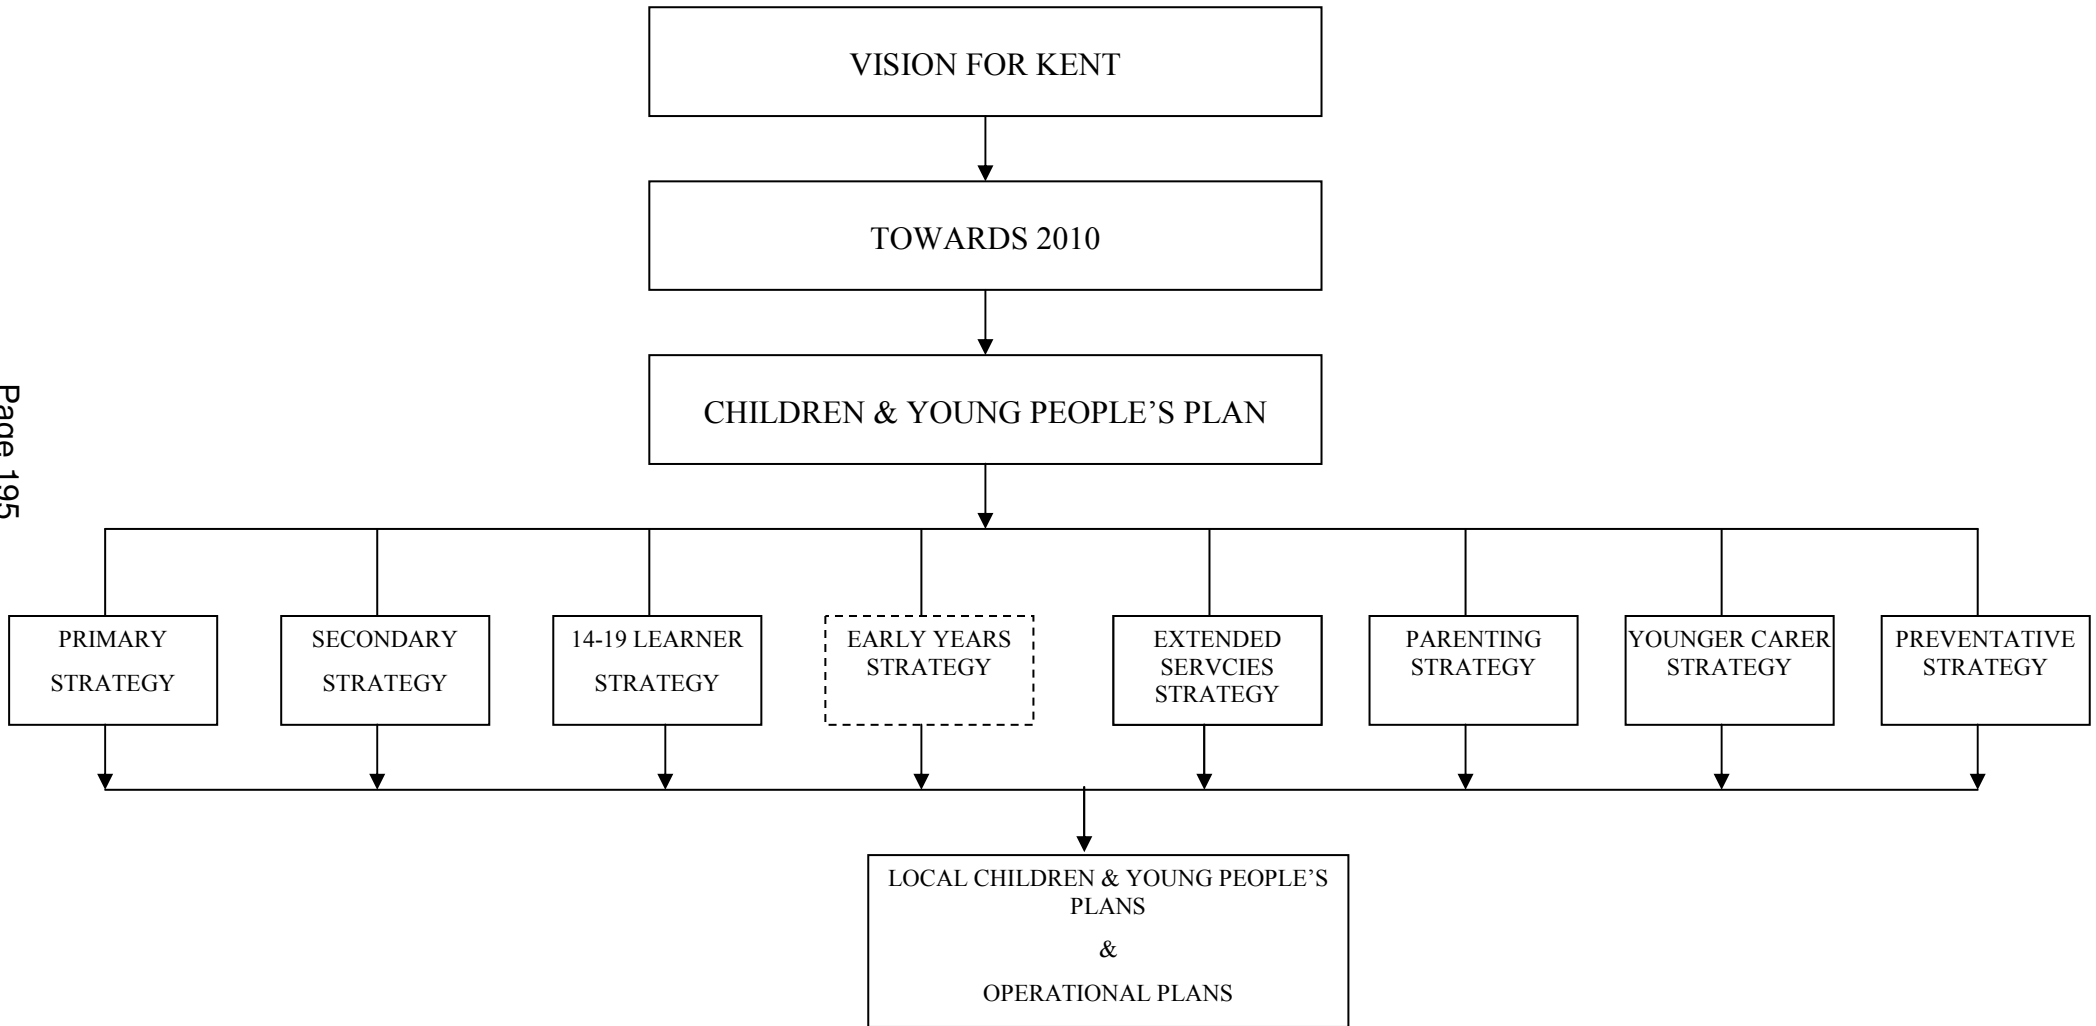 VISION FOR KENT
TOWARDS 2010
CHILDREN & YOUNG PEOPLE’S PLAN
Page 195
PRIMARY
STRATEGY
SECONDARY
STRATEGY
14-19 LEARNER
STRATEGY
EARLY YEARS
STRATEGY
EXTENDED
SERVCIES
STRATEGY
PARENTING
STRATEGY
YOUNGER CARER
STRATEGY
PREVENTATIVE
STRATEGY
LOCAL CHILDREN & YOUNG PEOPLE’S
PLANS
&
OPERATIONAL PLANS